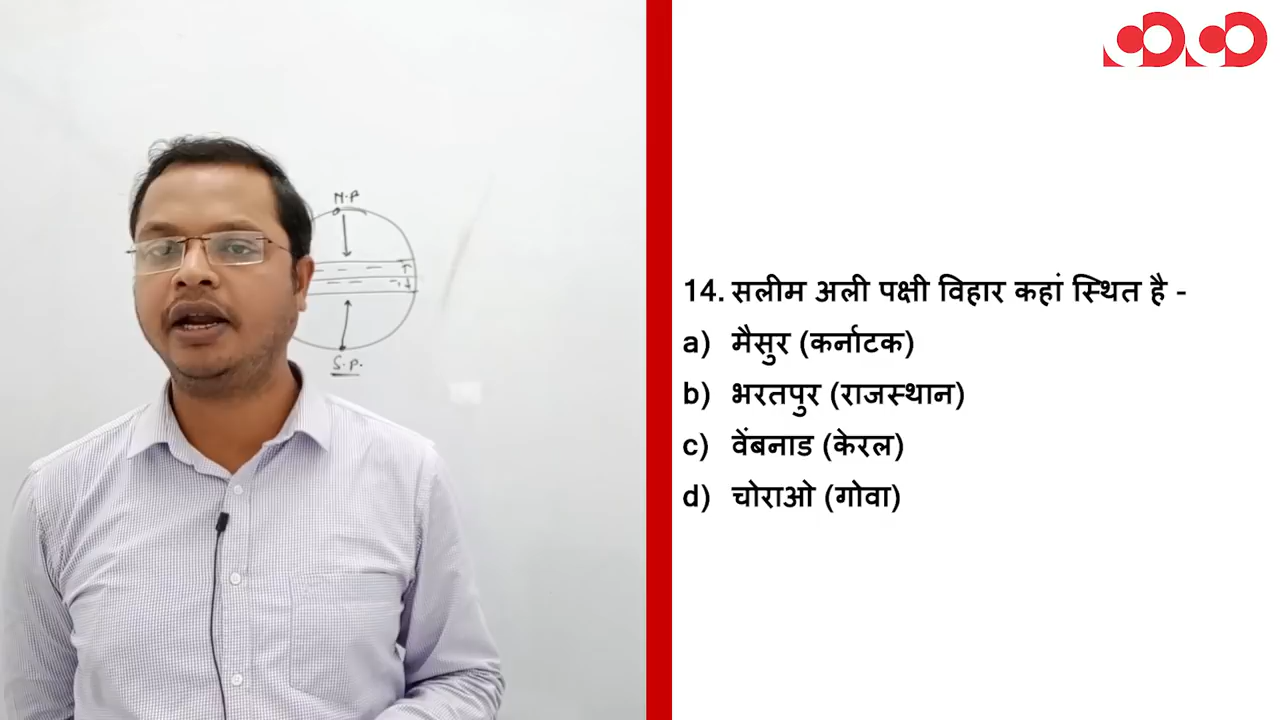 N.P
S.P.
14. सलीम अली पक्षी विहार कहां स्थित है -
a) मैसुर (कर्नाटक)
b) भरतपुर (राजस्थान)
c) वेंबनाड (केरल)
d) चोराओ (गोवा)